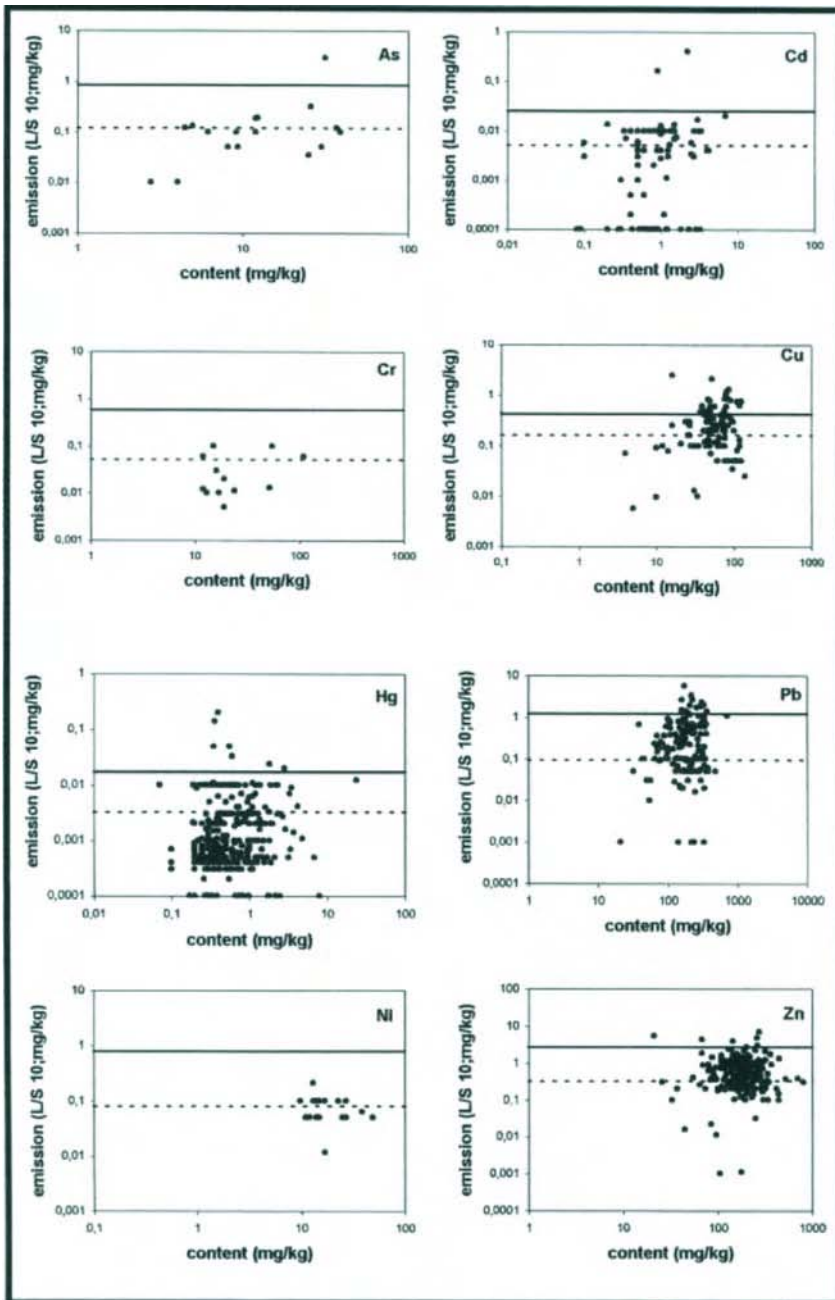 emission (L/S 10;mg/kg)
10
1
0,1
0,01
0,001
As
1 10 100
content (mg/kg)
emission (L/S 10;mg/kg)
1
0,1
0,01
0,001
0,0001
Cd
0,01 0,1 1 10 100
content (mg/kg)
emission (L/S 10;mg/kg)
10
1
0,1
0,01
0,001
Cr
1 10 100 1000
content (mg/kg)
emission (L/S 10;mg/kg)
10
1
0,1
0,01
0,001
Cu
0,1 1 10 100 1000
content (mg/kg)
emission (L/S 10;mg/kg)
1
0,1
0,01
0,001
0,0001
Hg
0,01 0,1 1 10 100
content (mg/kg)
emission (L/S 10;mg/kg)
10
1
0,1
0,01
0,001
0,0001
Pb
1 10 100 1000 10000
content (mg/kg)
emission (L/S 10;mg/kg)
10
1
0,1
0,01
0,001
Ni
0,1 1 10 100
content (mg/kg)
emission (L/S 10;mg/kg)
100
10
1
0,1
0,01
0,001
0,0001
Zn
1 10 100 1000
content (mg/kg)